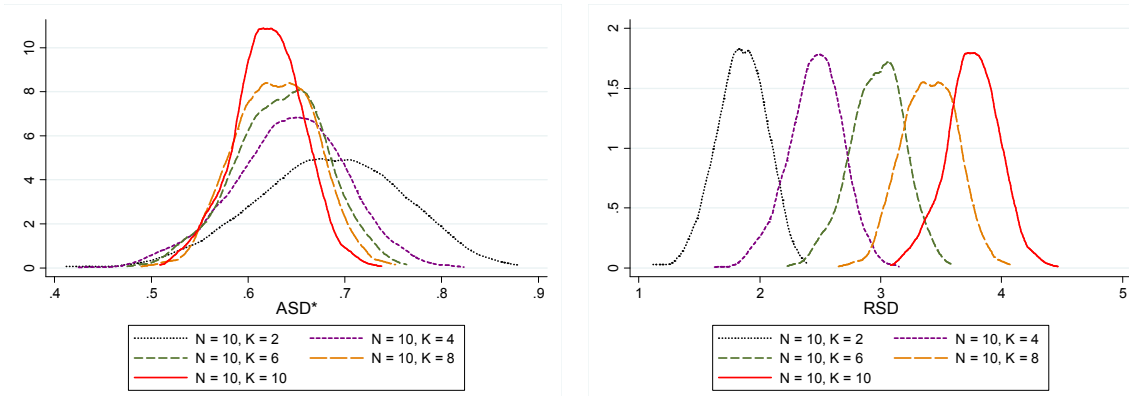 10
8
6
4
2
0
.4 .5 .6 .7 .8 .9
ASD*
N = 10, K = 2 N = 10, K = 4
N = 10, K = 6 N = 10, K = 8
N = 10, K = 10
2
1.5
1
.5
0
1 2 3 4 5
RSD
N = 10, K = 2 N = 10, K = 4
N = 10, K = 6 N = 10, K = 8
N = 10, K = 10